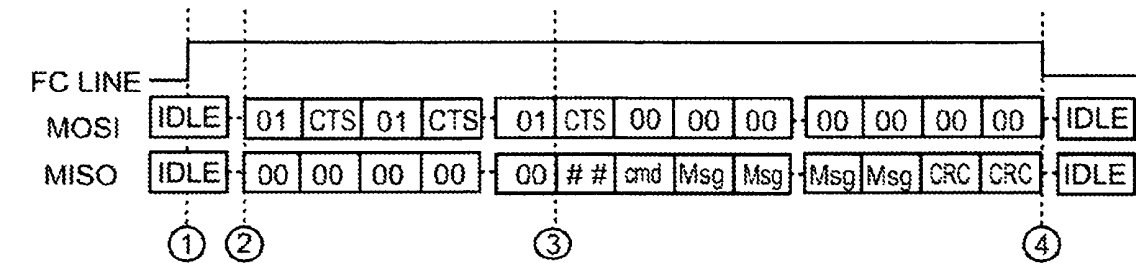 FC LINE
MOSI IDLE 01 CTS 01 CTS 01 CTS 00 00 00 00 00 00 00 IDLE
MISO IDLE 00 00 00 00 00 ## cmd Msg Msg Msg Msg CRC CRC IDLE
1 2 3 4